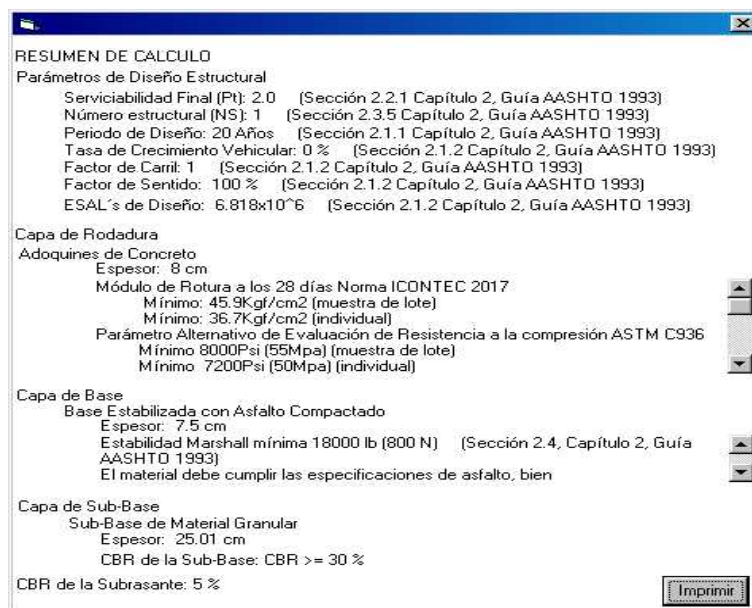 RESUMEN DE CALCULO
Parámetros de Diseño Estructural
Serviciabilidad Final (Pt): 2.0 (Sección 2.2.1 Capítulo 2, Guía AASHTO 1993)
Número estructural (NS): 1 (Sección 2.3.5 Capítulo 2, Guía AASHTO 1993)
Periodo de Diseño: 20 Años (Sección 2.1.1 Capítulo 2, Guía AASHTO 1993)
Tasa de Crecimiento Vehicular: 0 % (Sección 2.1.2 Capítulo 2, Guía AASHTO 1993)
Factor de Carril: 1 (Sección 2.1.2 Capítulo 2, Guía AASHTO 1993)
Factor de Sentido: 100 % (Sección 2.1.2 Capítulo 2, Guía AASHTO 1993)
ESAL´s de Diseño: 6.818x10^6 (Sección 2.1.2 Capítulo 2, Guía AASHTO 1993)
Capa de Rodadura
Adoquines de Concreto
Espesor: 8 cm
Módulo de Rotura a los 28 días Norma ICONTEC 2017
Mínimo: 45.9Kgf/cm2 (muestra de lote)
Mínimo: 36.7Kgf/cm2 (individual)
Parámetro Alternativo de Evaluación de Resistencia a la compresión ASTM C936
Mínimo 8000Psi (55Mpa) (muestra de lote)
Mínimo 7200Psi (50Mpa) (individual)
Capa de Base
Base Estabilizada con Asfalto Compactado
Espesor: 7.5 cm
Estabilidad Marshall mínima 18000 lb (800 N) (Sección 2.4, Capítulo 2, Guía
AASHTO 1993)
El material debe cumplir las especificaciones de asfalto, bien
Capa de Sub-Base
Sub-Base de Material Granular
Espesor: 25.01 cm
CBR de la Sub-Base: CBR >= 30 %
CBR de la Subrasante: 5 %
Imprimir